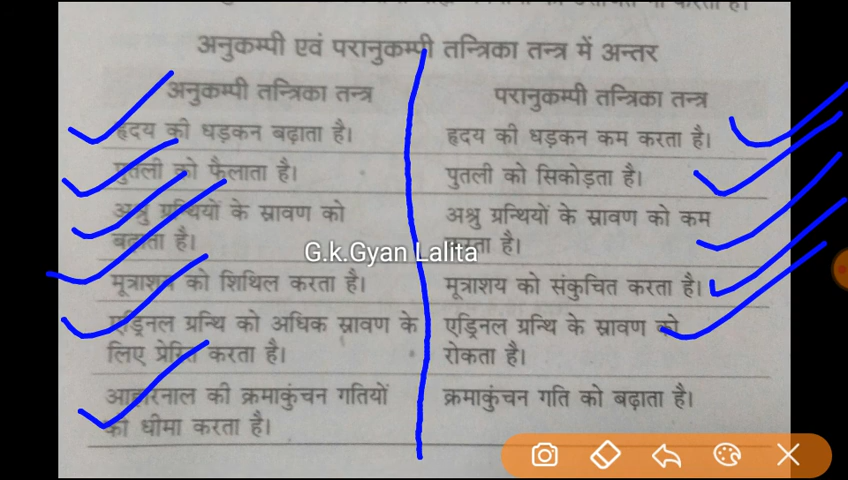 अनुकम्पी एवं परानुकम्पी तन्त्रिका तन्त्र में अन्तर
अनुकम्पी तन्त्रिका तन्त्र
परानुकम्पी तन्त्रिका तन्त्र
हृदय की धड़कन बढ़ाता है।
हृदय की धड़कन कम करता है।
पुतली को फैलाता है।
पुतली को सिकोड़ता है।
अश्रु ग्रन्थियों के स्रावण को
बढ़ाता है।
अश्रु ग्रन्थियों के स्रावण को कम
करता है।
G.k.Gyan Lalita
मूत्राशय को शिथिल करता है।
मूत्राशय को संकुचित करता है।
एड्रिनल ग्रन्थि को अधिक स्रावण के
लिए प्रेरित करता है।
एड्रिनल ग्रन्थि के स्रावण को
रोकता है।
आहारनाल की क्रमाकुंचन गतियों
को धीमा करता है।
क्रमाकुंचन गति को बढ़ाता है।